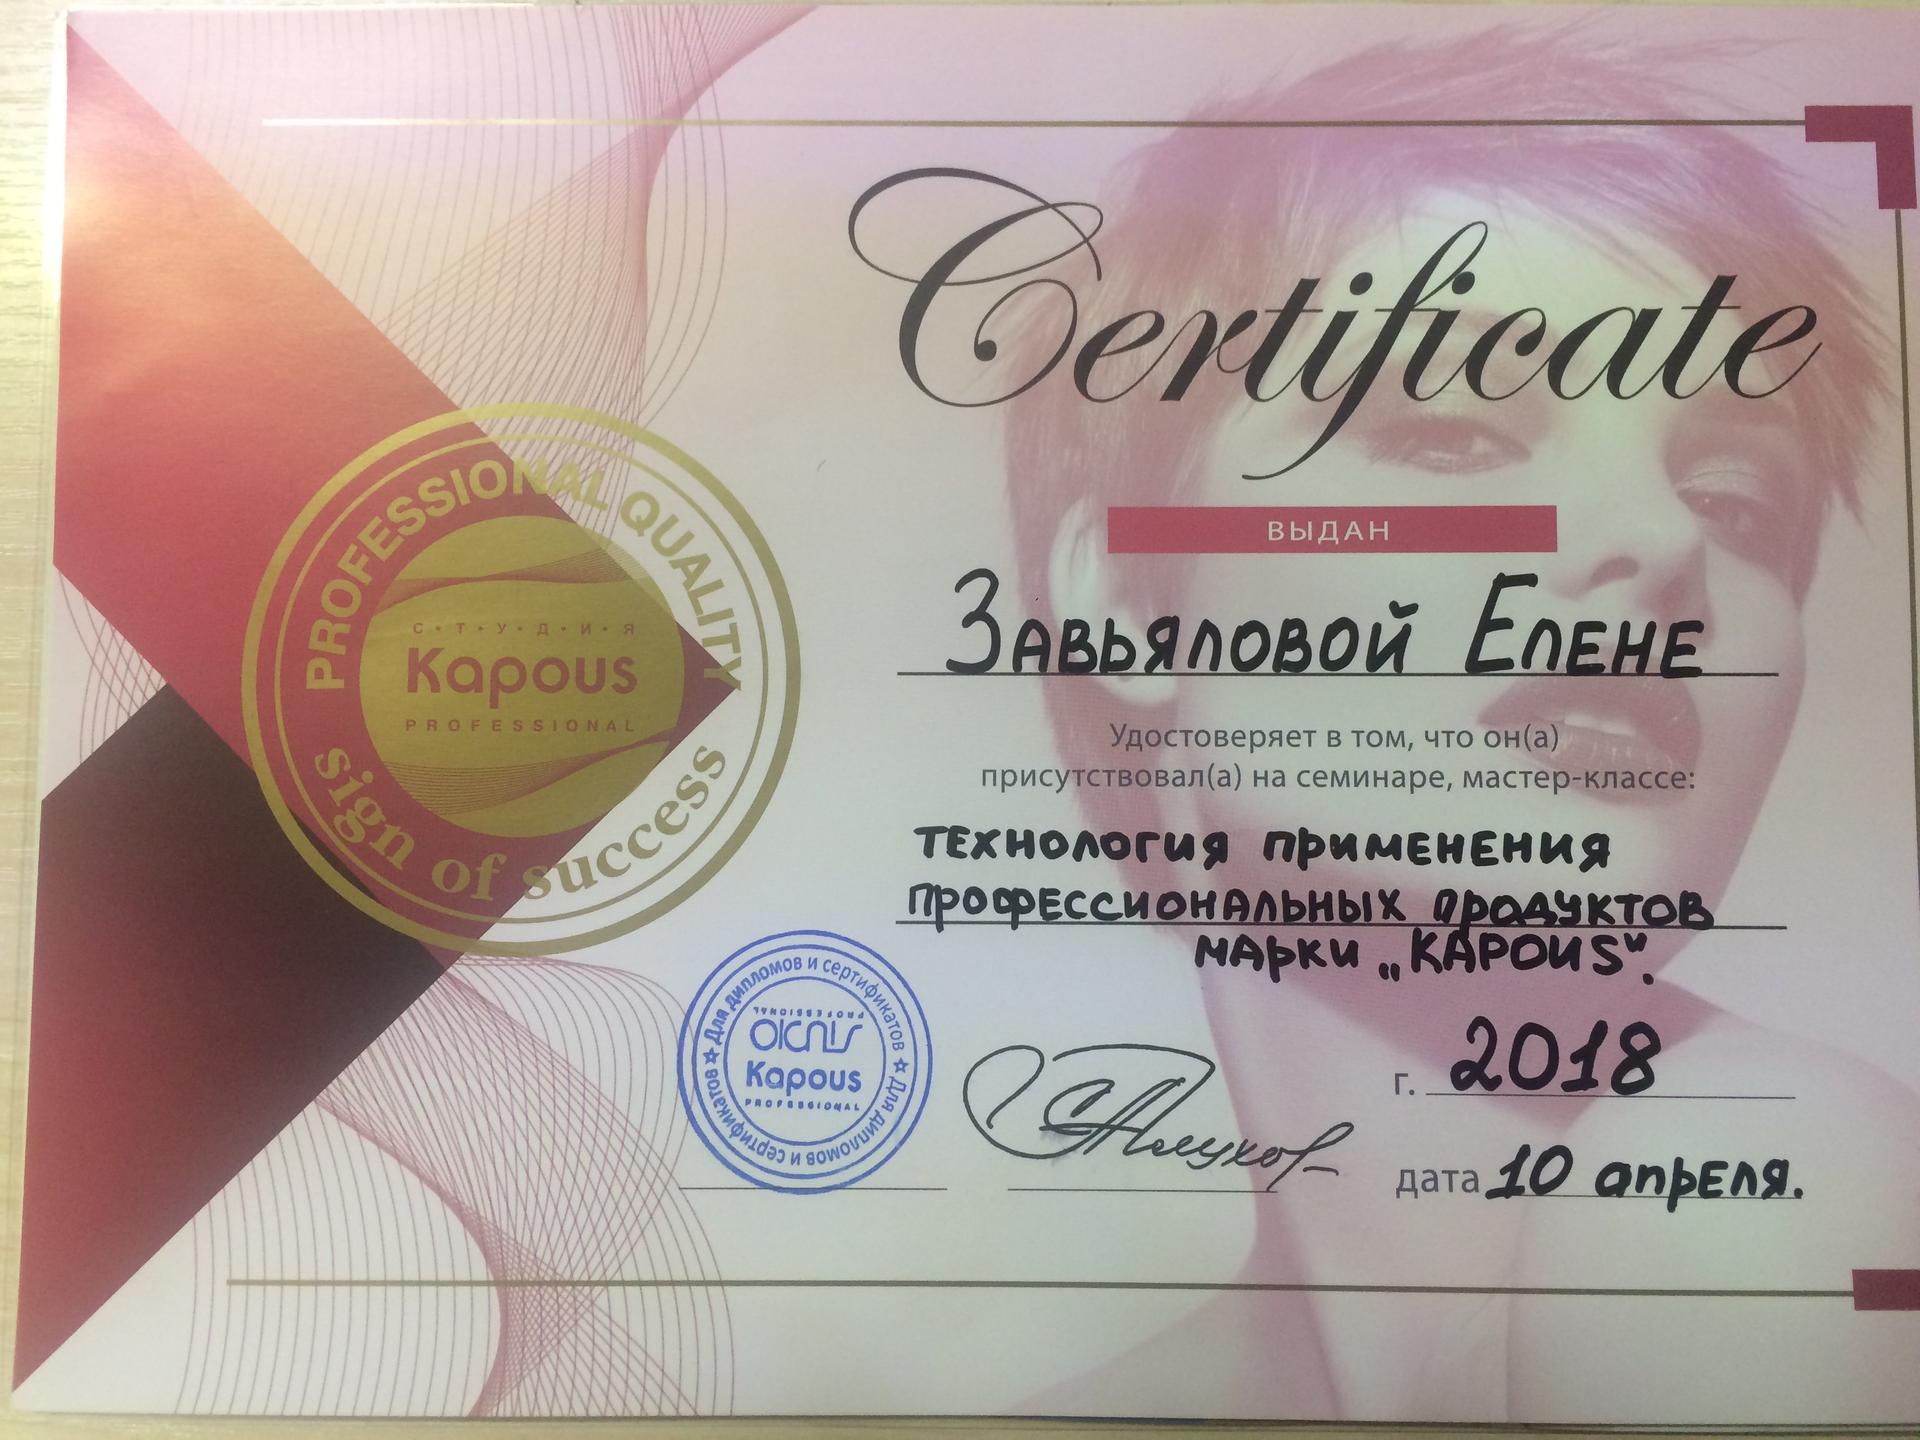 Certificate
ВЫДАН
ЗАВЬЯЛОВОЙ ЕЛЕНЕ
Удостоверяет в том, что он(а)
присутствовал(а) на семинаре, мастер-классе:
ТЕХНОЛОГИЯ ПРИМЕНЕНИЯ
ПРОФЕССИОНАЛЬНЫХ ПРОДУКТОВ
МАРКИ „KAPOUS“.
г. 2018
дата 10 апреля.
PROFESSIONAL QUALITY
С•Т•У•Д•И•Я
Kapous
PROFESSIONAL
sign of success
Для дипломов и сертификатов ☆ Для дипломов и сертификатов ☆
Kapous
PROFESSIONAL